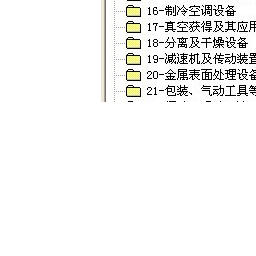 16-制冷空调设备
17-真空获得及其应用
18-分离及干燥设备
19-减速机及传动装置
20-金属表面处理设备
21-包装、气动工具等